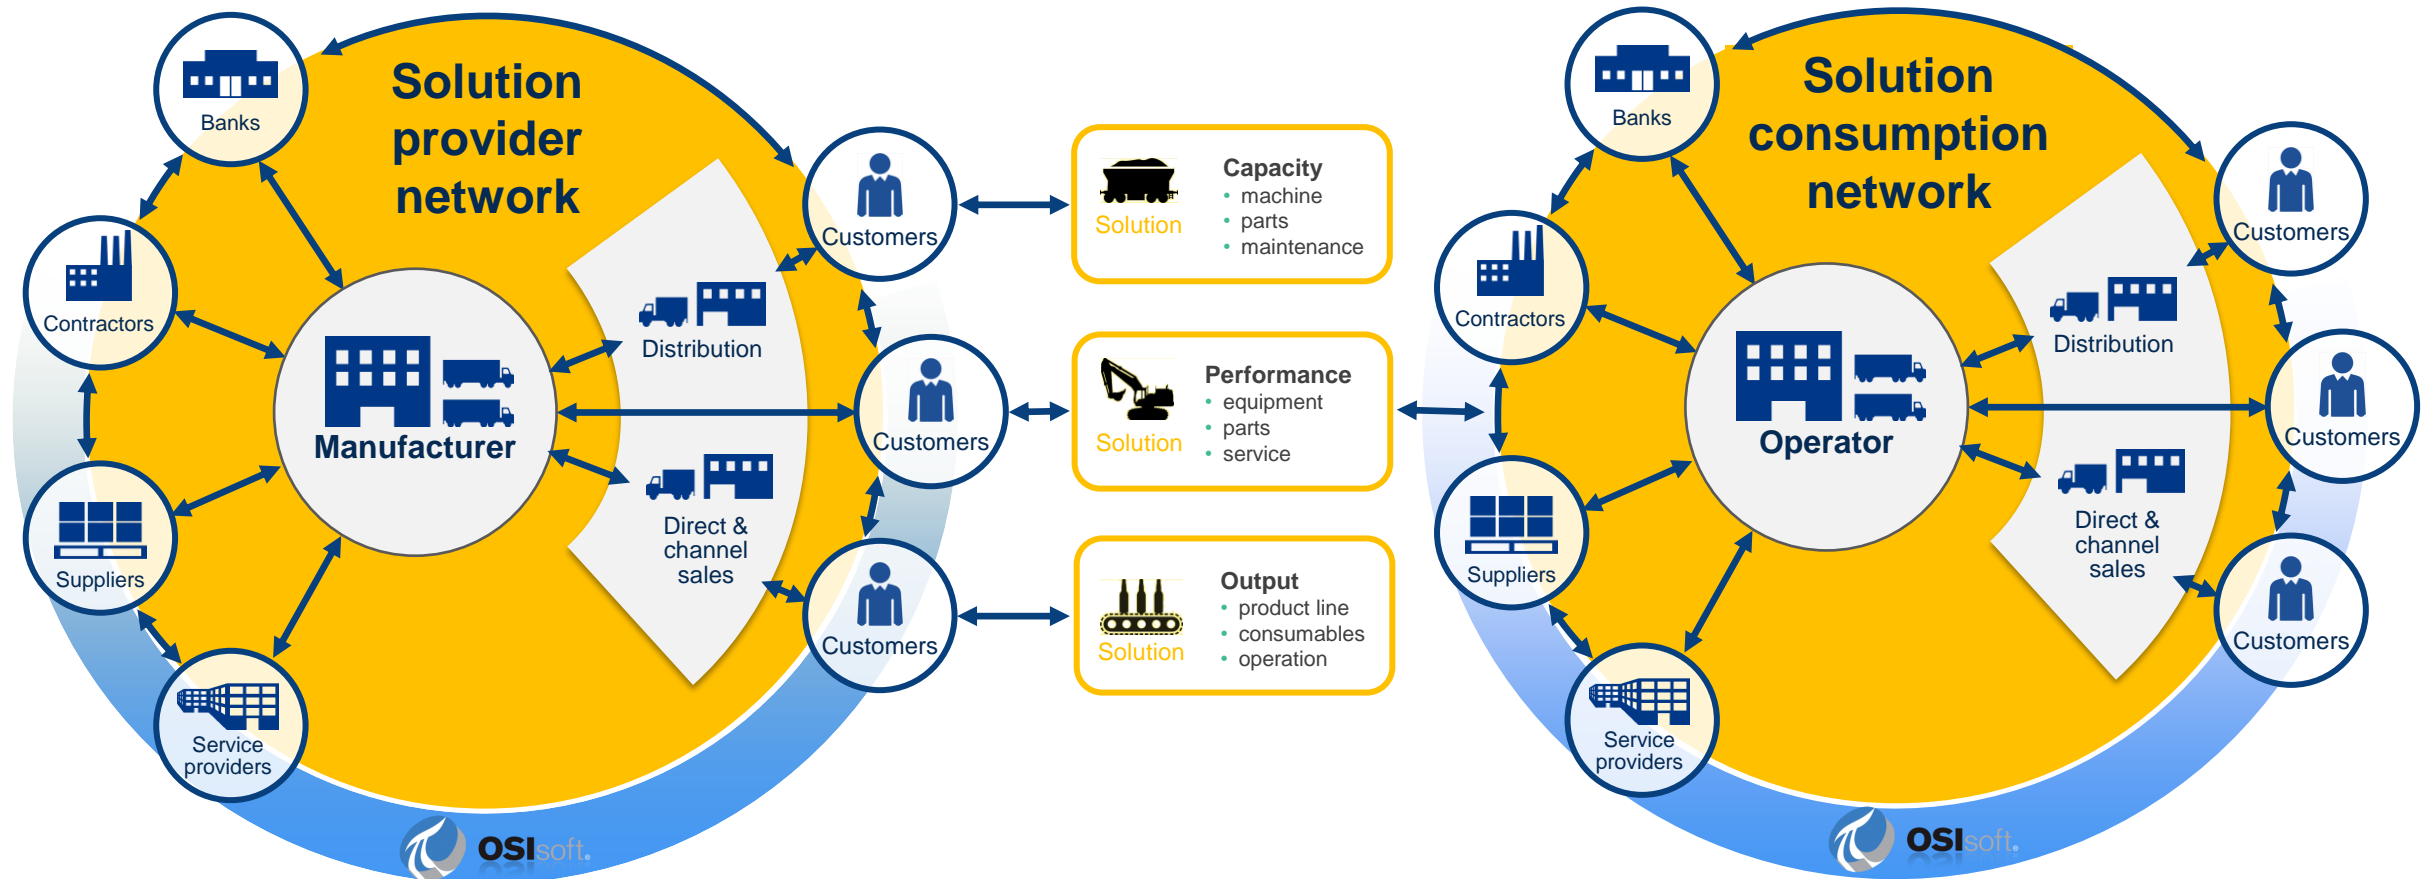 Solution
provider
network
Banks
Contractors
Suppliers
Service
providers
Manufacturer
Distribution
Direct &
channel
sales
Customers
Customers
Customers
OSIsoft.
Solution
Capacity
• machine
• parts
• maintenance
Solution
Performance
• equipment
• parts
• service
Solution
Output
• product line
• consumables
• operation
Solution
consumption
network
Banks
Contractors
Suppliers
Service
providers
Operator
Distribution
Direct &
channel
sales
Customers
Customers
Customers
OSIsoft.